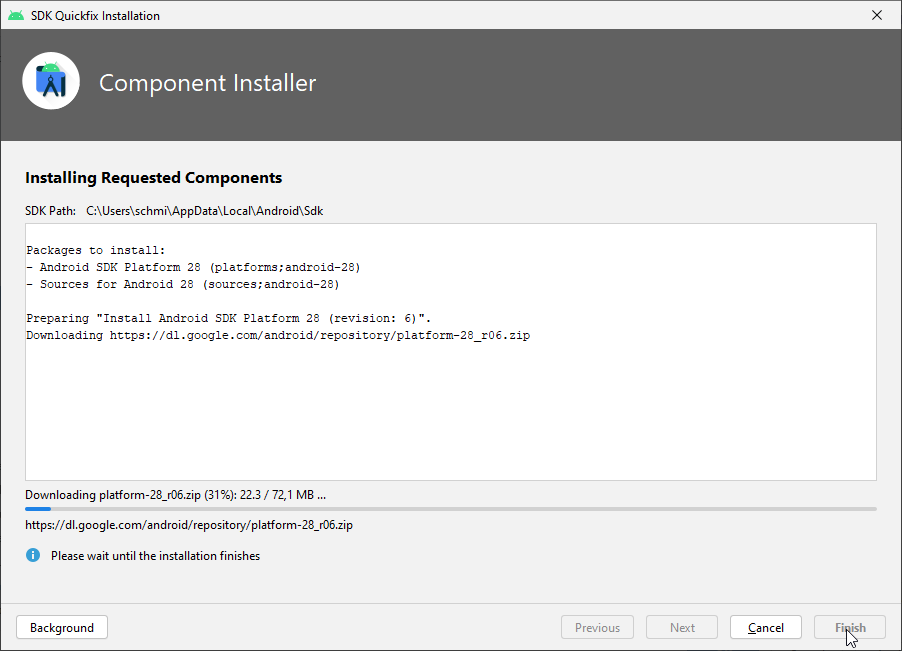 SDK Quickfix Installation
Component Installer
Installing Requested Components
SDK Path: C:\Users\schmi\AppData\Local\Android\Sdk
Packages to install:
- Android SDK Platform 28 (platforms;android-28)
- Sources for Android 28 (sources;android-28)
Preparing "Install Android SDK Platform 28 (revision: 6)".
Downloading https://dl.google.com/android/repository/platform-28_r06.zip
Downloading platform-28_r06.zip (31%): 22.3 / 72,1 MB ...
https://dl.google.com/android/repository/platform-28_r06.zip
Please wait until the installation finishes
Background Previous Next Cancel Finish